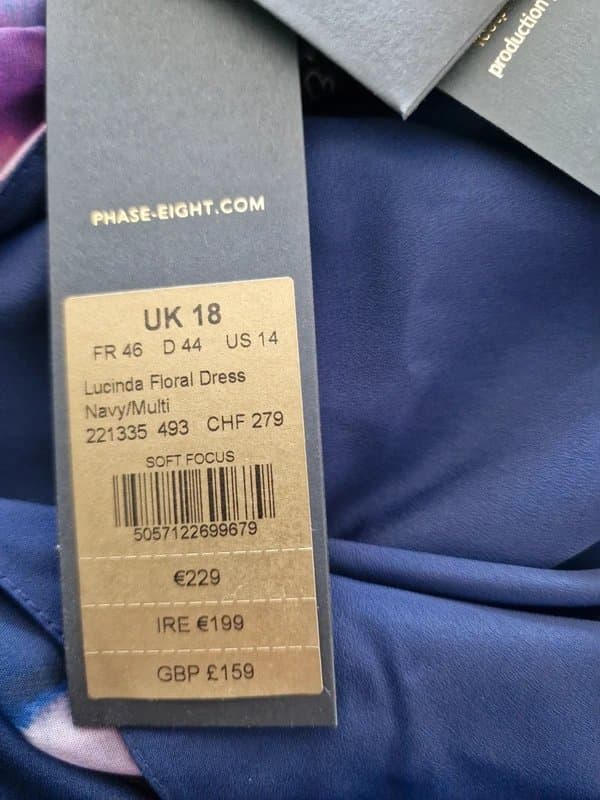 production
PHASE-EIGHT.COM
UK 18
FR 46 D 44 US 14
Lucinda Floral Dress
Navy/Multi
221335 493 CHF 279
SOFT FOCUS
5057122699679
€229
IRE €199
GBP £159